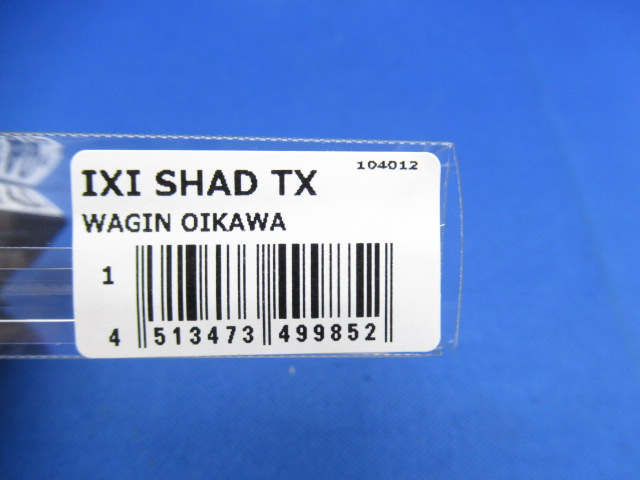 104012
IXI SHAD TX
WAGIN OIKAWA
1
4 513473 499852